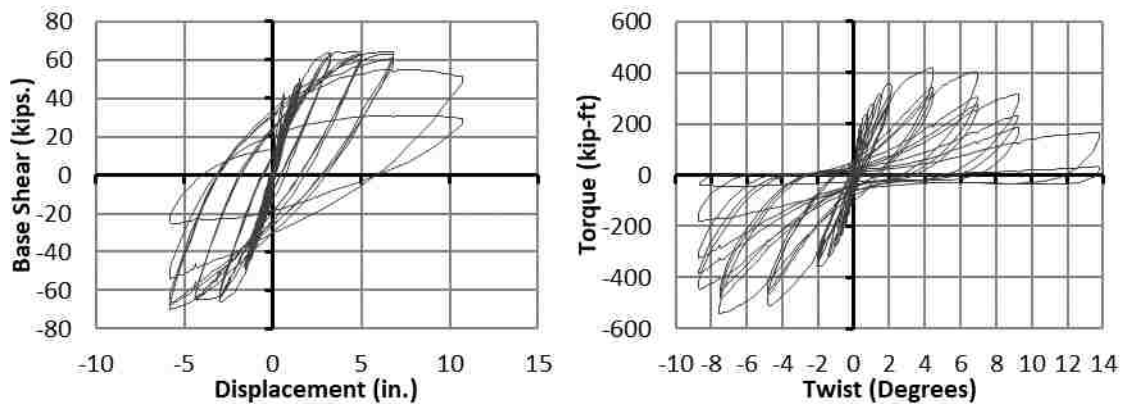 80
60
40
20
0
-20
-40
-60
-80
Base Shear (kips.)
-10 -5 0 5 10 15
Displacement (in.)
600
400
200
0
-200
-400
-600
Torque (kip-ft)
-10 -8 -6 -4 -2 0 2 4 6 8 10 12 14
Twist (Degrees)